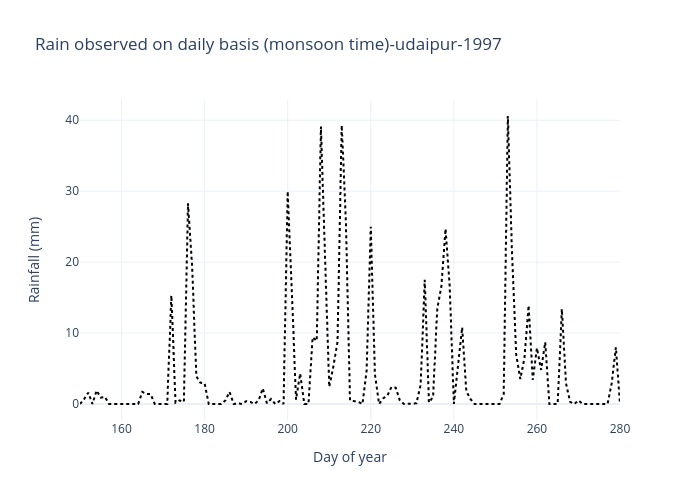 Rain observed on daily basis (monsoon time)-udaipur-1997
Rainfall (mm)
40
30
20
10
0
160 180 200 220 240 260 280
Day of year